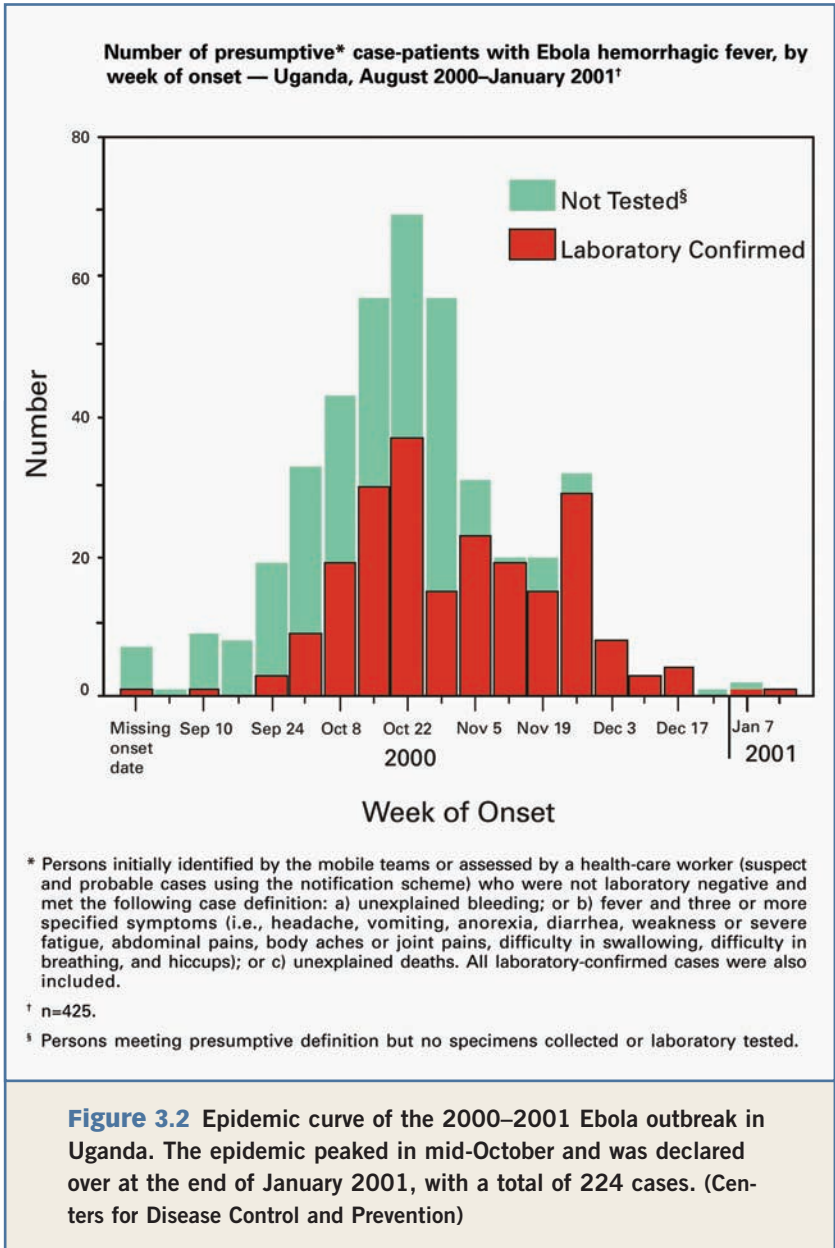 Number of presumptive* case-patients with Ebola hemorrhagic fever, by
week of onset — Uganda, August 2000–January 2001†
80
60
40
20
0
Number
Not Tested§
Laboratory Confirmed
Missing onset date
Sep 10
Sep 24
Oct 8
Oct 22
Nov 5
Nov 19
Dec 3
Dec 17
Jan 7
2000
2001
Week of Onset
* Persons initially identified by the mobile teams or assessed by a health-care worker (suspect
and probable cases using the notification scheme) who were not laboratory negative and
met the following case definition: a) unexplained bleeding; or b) fever and three or more
specified symptoms (i.e., headache, vomiting, anorexia, diarrhea, weakness or severe
fatigue, abdominal pains, body aches or joint pains, difficulty in swallowing, difficulty in
breathing, and hiccups); or c) unexplained deaths. All laboratory-confirmed cases were also
included.
† n=425.
§ Persons meeting presumptive definition but no specimens collected or laboratory tested.
Figure 3.2 Epidemic curve of the 2000–2001 Ebola outbreak in
Uganda. The epidemic peaked in mid-October and was declared
over at the end of January 2001, with a total of 224 cases. (Cen-
ters for Disease Control and Prevention)